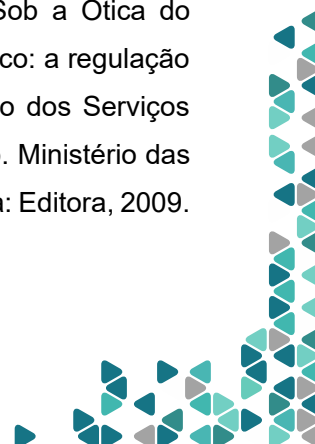 Sob a Ótica do
co: a regulação
o dos Serviços
. Ministério das
a: Editora, 2009.